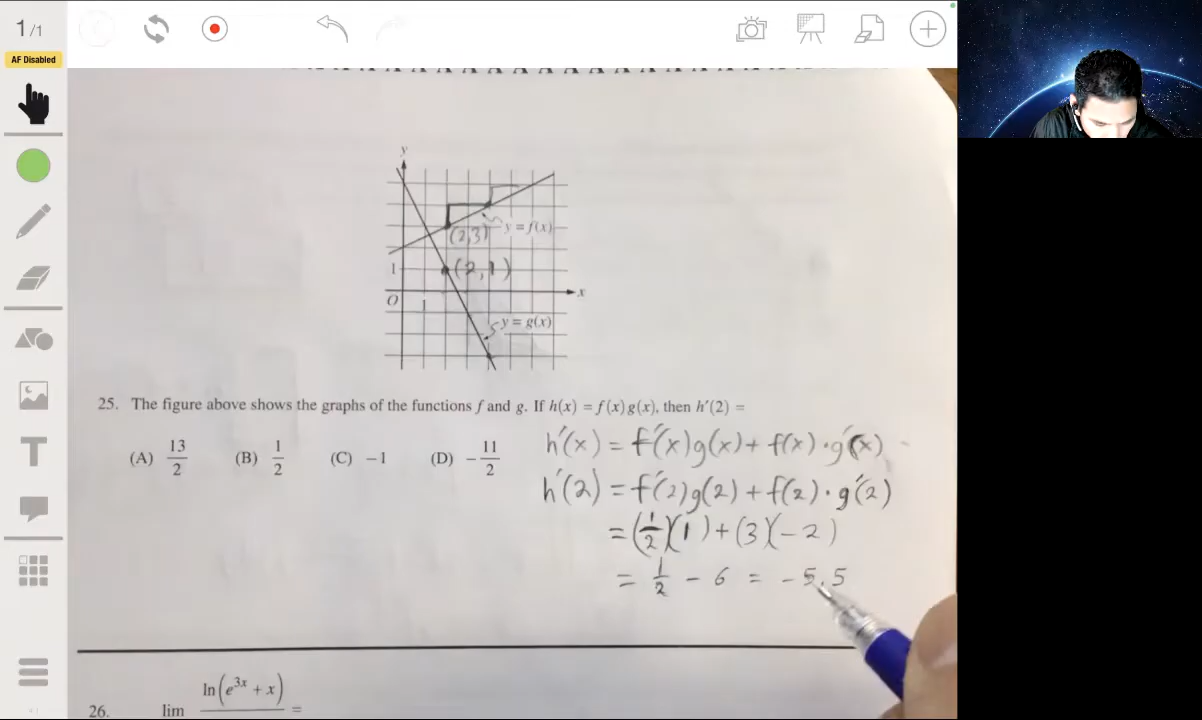 1/1
AF Disabled
T
y
(2,3)
y = f(x)
1
(2,1)
x
O
1
y = g(x)
25. The figure above shows the graphs of the functions f and g. If h(x) = f(x)g(x), then h′(2) =
(A) 13/2 (B) 1/2 (C) −1 (D) −11/2
h′(x) = f′(x)g(x) + f(x)·g′(x)
h′(2) = f′(2)g(2) + f(2)·g′(2)
= (1/2)(1) + (3)(−2)
= 1/2 − 6 = −5.5
26. lim ln(e^{3x} + x) =